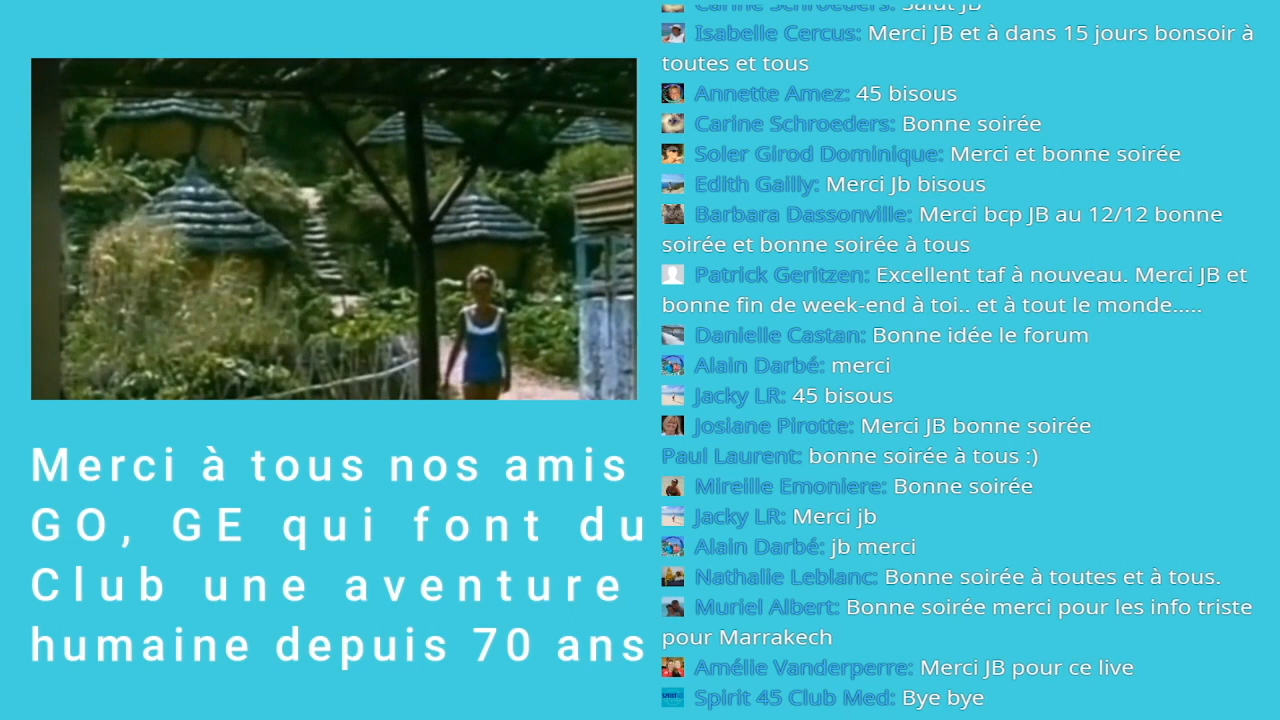 Merci à tous nos amis
GO, GE qui font du
Club une aventure
humaine depuis 70 ans
Carine Schroeders: Salut JB
Isabelle Cercus: Merci JB et à dans 15 jours bonsoir à
toutes et tous
Annette Amez: 45 bisous
Carine Schroeders: Bonne soirée
Soler Girod Dominique: Merci et bonne soirée
Edith Gailly: Merci Jb bisous
Barbara Dassonville: Merci bcp JB au 12/12 bonne
soirée et bonne soirée à tous
Patrick Geritzen: Excellent taf à nouveau. Merci JB et
bonne fin de week-end à toi.. et à tout le monde.....
Danielle Castan: Bonne idée le forum
Alain Darbé: merci
Jacky LR: 45 bisous
Josiane Pirotte: Merci JB bonne soirée
Paul Laurent: bonne soirée à tous :)
Mireille Emoniere: Bonne soirée
Jacky LR: Merci jb
Alain Darbé: jb merci
Nathalie Leblanc: Bonne soirée à toutes et à tous.
Muriel Albert: Bonne soirée merci pour les info triste
pour Marrakech
Amélie Vanderperre: Merci JB pour ce live
Spirit 45 Club Med: Bye bye